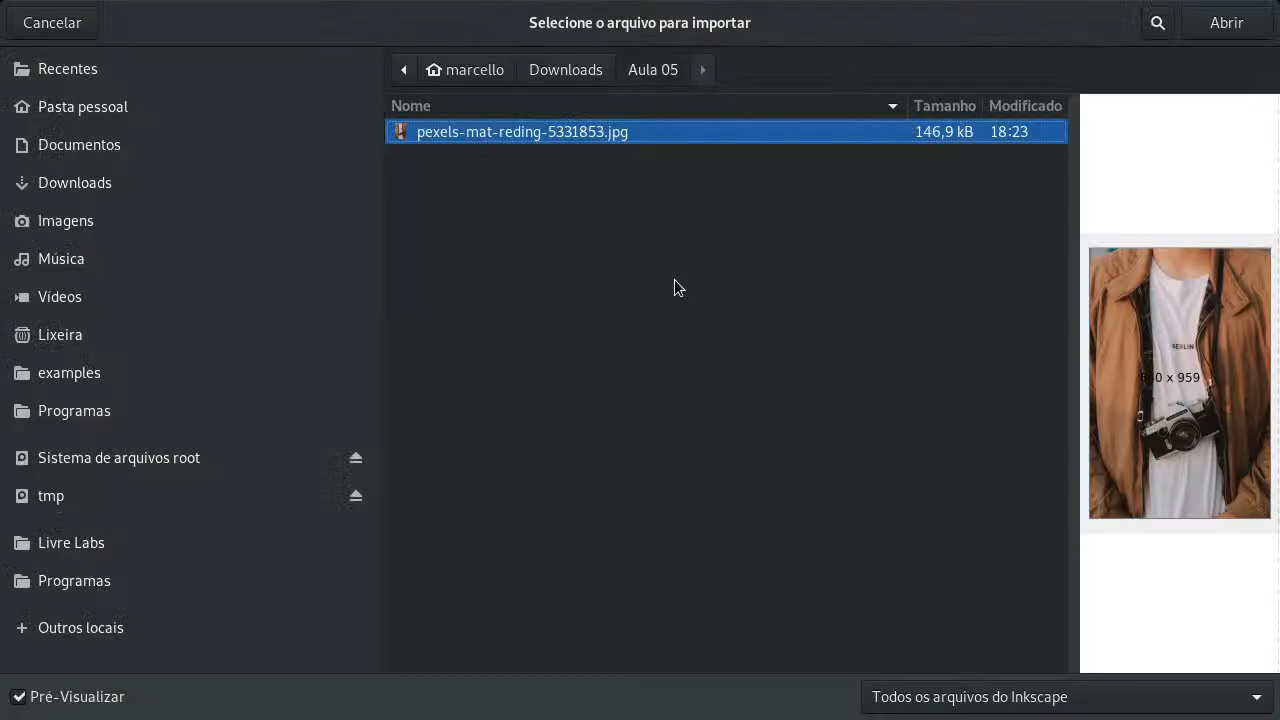 Cancelar
Selecione o arquivo para importar
Abrir
Recentes
Pasta pessoal
Documentos
Downloads
Imagens
Música
Vídeos
Lixeira
examples
Programas
Sistema de arquivos root
tmp
Livre Labs
Programas
Outros locais
marcello Downloads Aula 05
Nome Tamanho Modificado
pexels-mat-reding-5331853.jpg 146,9 kB 18:23
BERLIN
x 959
Pré-Visualizar
Todos os arquivos do Inkscape